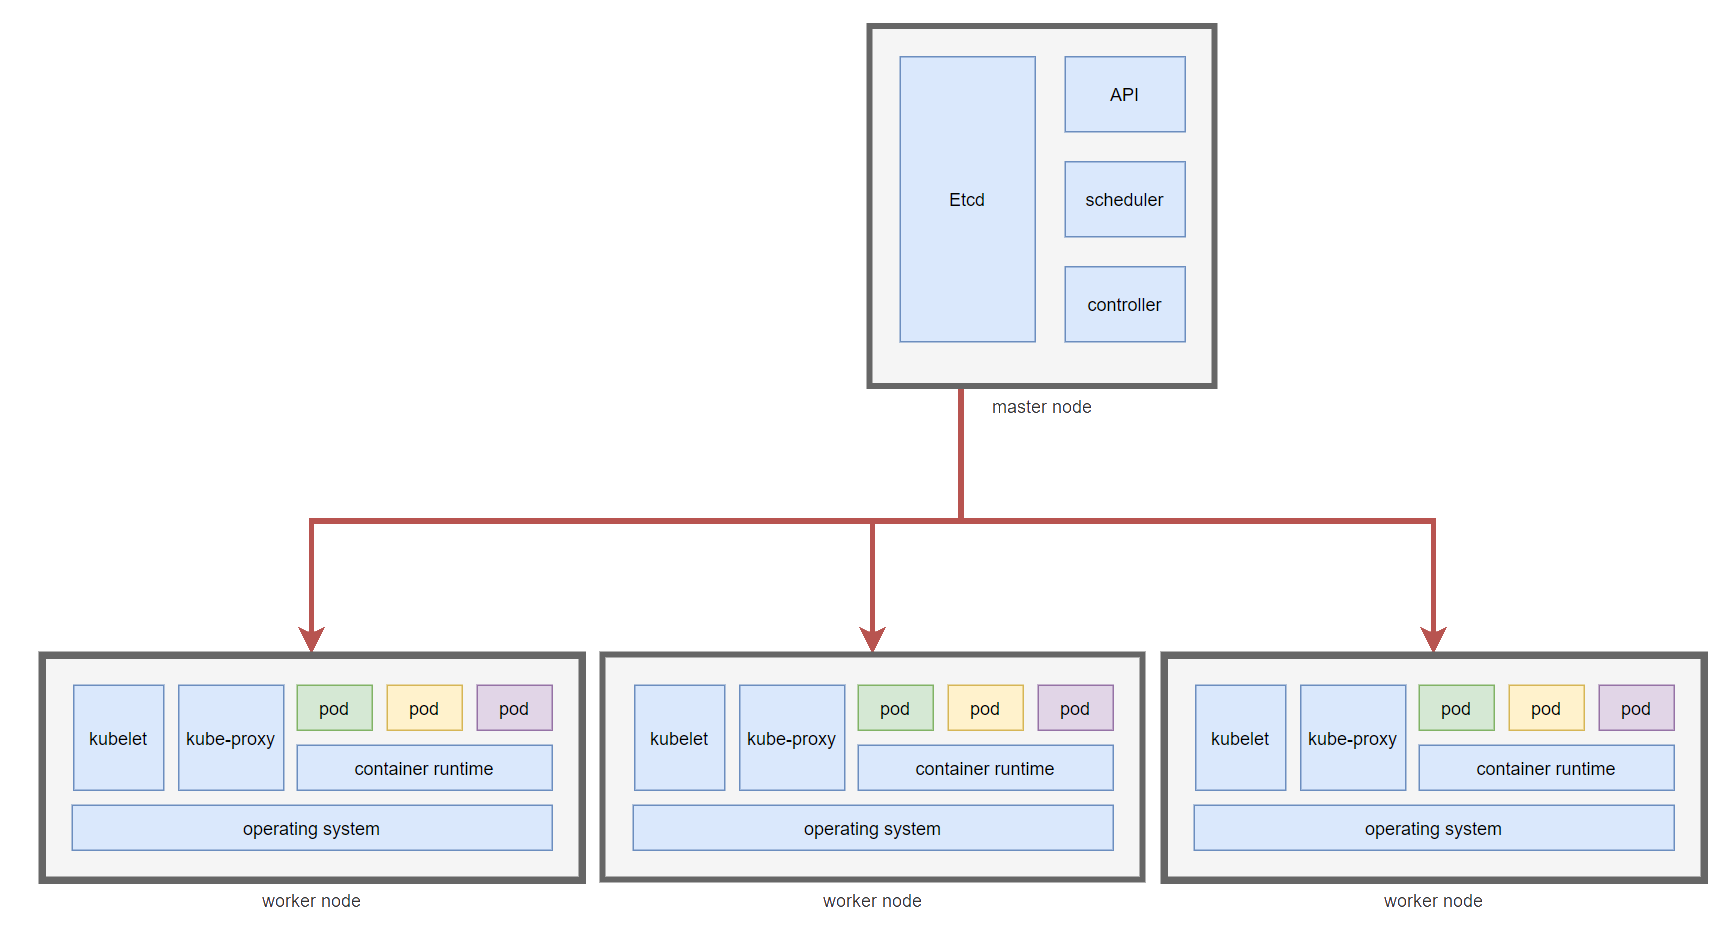 Etcd
API
scheduler
controller
master node
kubelet
kube-proxy
pod
pod
pod
container runtime
operating system
worker node
kubelet
kube-proxy
pod
pod
pod
container runtime
operating system
worker node
kubelet
kube-proxy
pod
pod
pod
container runtime
operating system
worker node